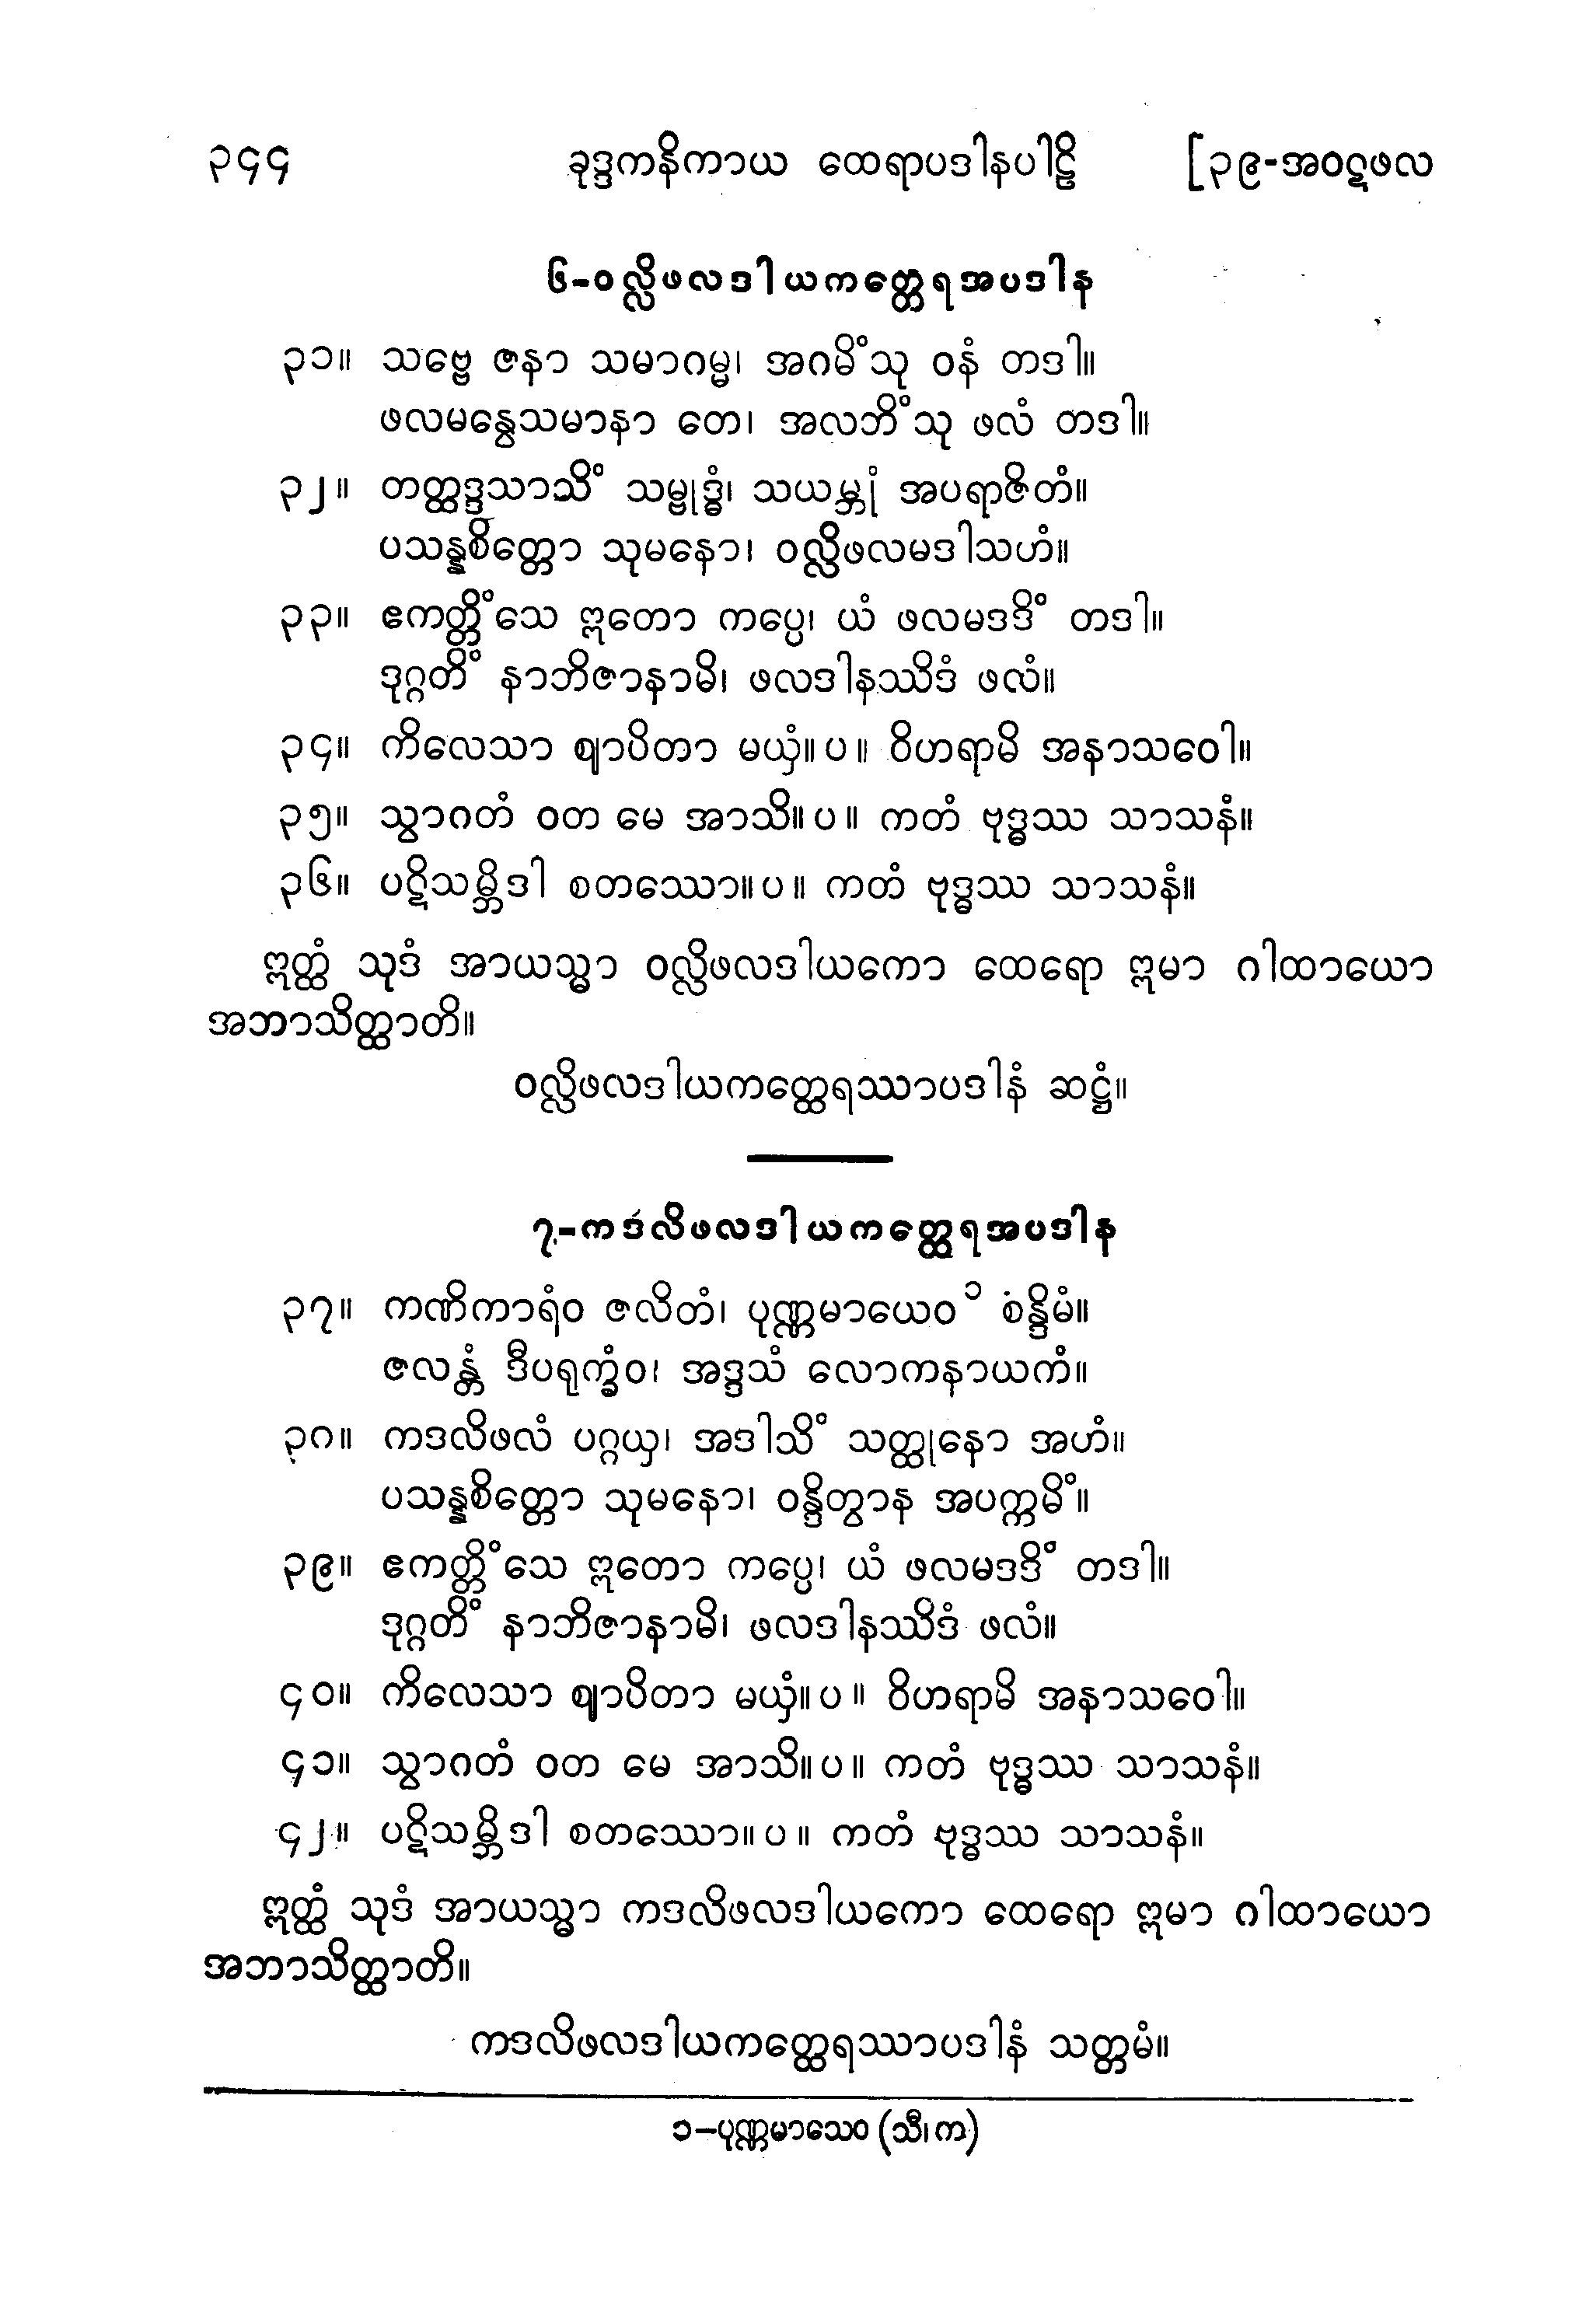 ၃၄၄ ခုဒ္ဒကနိကာယ ထေရာပဒါနပါဠိ [၃၉-အဝဋဖလ
၆-ဝလ္လိဖလဒါယကတ္ထေရအပဒါန
၃၁။ သဗ္ဗေ ဇနာ သမာဂမ္မ၊ အဂမိံသု ဝနံ တဒါ။
ဖလမန္ဝေသမာနာ တေ၊ အလဘိံသု ဖလံ တဒါ။
၃၂။ တတ္ထဒ္ဒသာသိံ သမ္ဗုဒ္ဓံ၊ သယမ္ဘုံ အပရာဇိတံ။
ပသန္နစိတ္တော သုမနော၊ ဝလ္လိဖလမဒါသဟံ။
၃၃။ ဧကတ္တိံသေ ဣတော ကပ္ပေ၊ ယံ ဖလမဒဒိံ တဒါ။
ဒုဂ္ဂတိံ နာဘိဇာနာမိ၊ ဖလဒါနဿိဒံ ဖလံ။
၃၄။ ကိလေသာ ဈာပိတာ မယှံ။ပ။ ဝိဟရာမိ အနာသဝေါ။
၃၅။ သွာဂတံ ဝတ မေ အာသိ။ပ။ ကတံ ဗုဒ္ဓဿ သာသနံ။
၃၆။ ပဋိသမ္ဘိဒါ စတဿော။ပ။ ကတံ ဗုဒ္ဓဿ သာသနံ။
ဣတ္ထံ သုဒံ အာယသ္မာ ဝလ္လိဖလဒါယကော ထေရော ဣမာ ဂါထာယော
အဘာသိတ္ထာတိ။
ဝလ္လိဖလဒါယကတ္ထေရဿာပဒါနံ ဆဋ္ဌံ။
၇-ကဒလိဖလဒါယကတ္ထေရအပဒါန
၃၇။ ကဏိကာရံဝ ဇလိတံ၊ ပုဏ္ဏမာယေဝ ၁ စန္ဒိမံ။
ဇလန္တံ ဒီပရုက္ခံဝ၊ အဒ္ဒသံ လောကနာယကံ။
၃၈။ ကဒလိဖလံ ပဂ္ဂယှ၊ အဒါသိံ သတ္ထုနော အဟံ။
ပသန္နစိတ္တော သုမနော၊ ဝန္ဒိတွာန အပက္ကမိံ။
၃၉။ ဧကတ္တိံသေ ဣတော ကပ္ပေ၊ ယံ ဖလမဒဒိံ တဒါ။
ဒုဂ္ဂတိံ နာဘိဇာနာမိ၊ ဖလဒါနဿိဒံ ဖလံ။
၄၀။ ကိလေသာ ဈာပိတာ မယှံ။ပ။ ဝိဟရာမိ အနာသဝေါ။
၄၁။ သွာဂတံ ဝတ မေ အာသိ။ပ။ ကတံ ဗုဒ္ဓဿ သာသနံ။
၄၂။ ပဋိသမ္ဘိဒါ စတဿော။ပ။ ကတံ ဗုဒ္ဓဿ သာသနံ။
ဣတ္ထံ သုဒံ အာယသ္မာ ကဒလိဖလဒါယကော ထေရော ဣမာ ဂါထာယော
အဘာသိတ္ထာတိ။
ကဒလိဖလဒါယကတ္ထေရဿာပဒါနံ သတ္တမံ။
၁-ပုဏ္ဏမာသေဝ (သီ၊က)